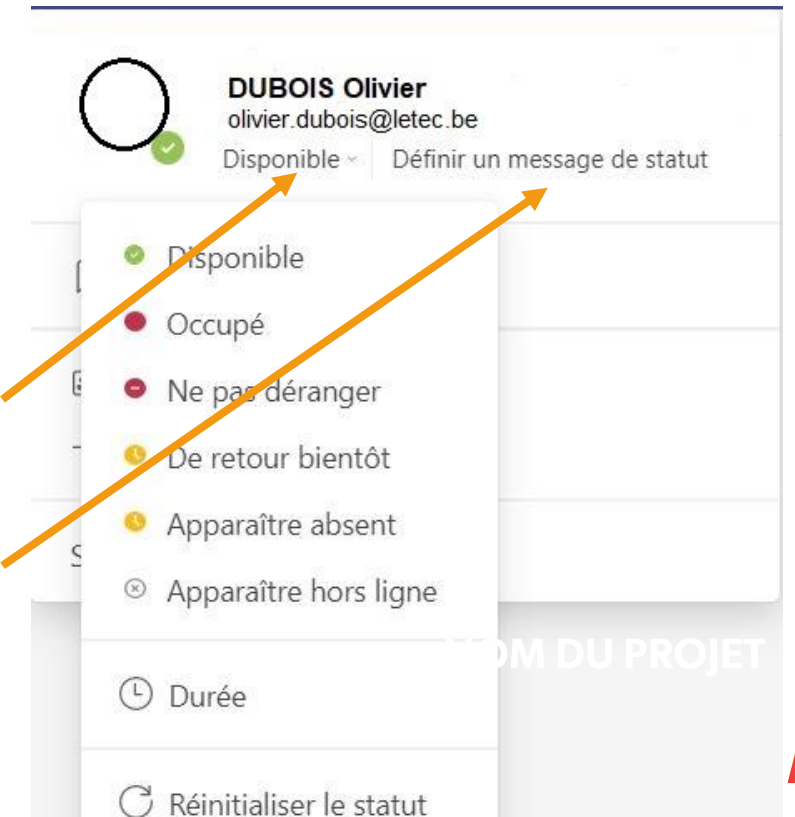 DUBOIS Olivier
olivier.dubois@letec.be
Disponible Définir un message de statut
Disponible
Occupé
Ne pas déranger
De retour bientôt
Apparaître absent
Apparaître hors ligne
DU PROJET
Durée
Réinitialiser le statut